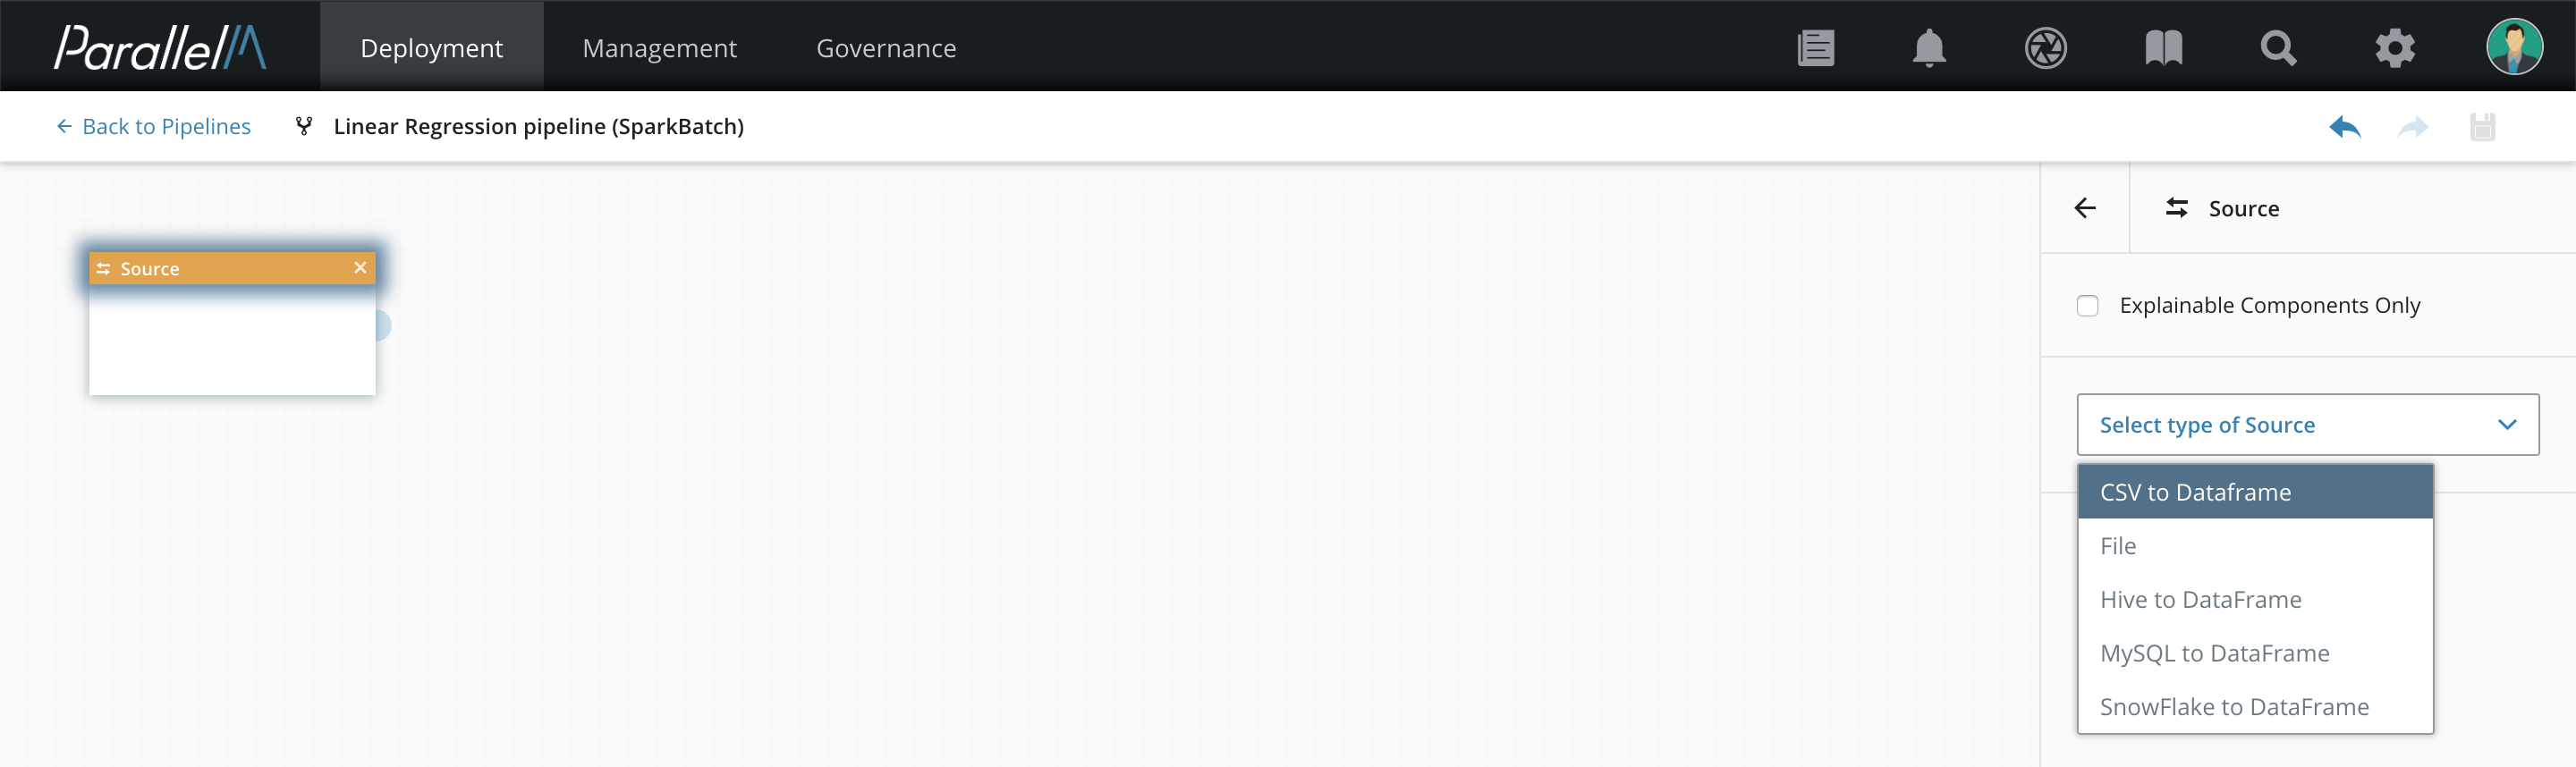 ParallelM
Deployment
Management
Governance
Back to Pipelines
Linear Regression pipeline (SparkBatch)
Source
Source
Explainable Components Only
Select type of Source
CSV to Dataframe
File
Hive to DataFrame
MySQL to DataFrame
SnowFlake to DataFrame